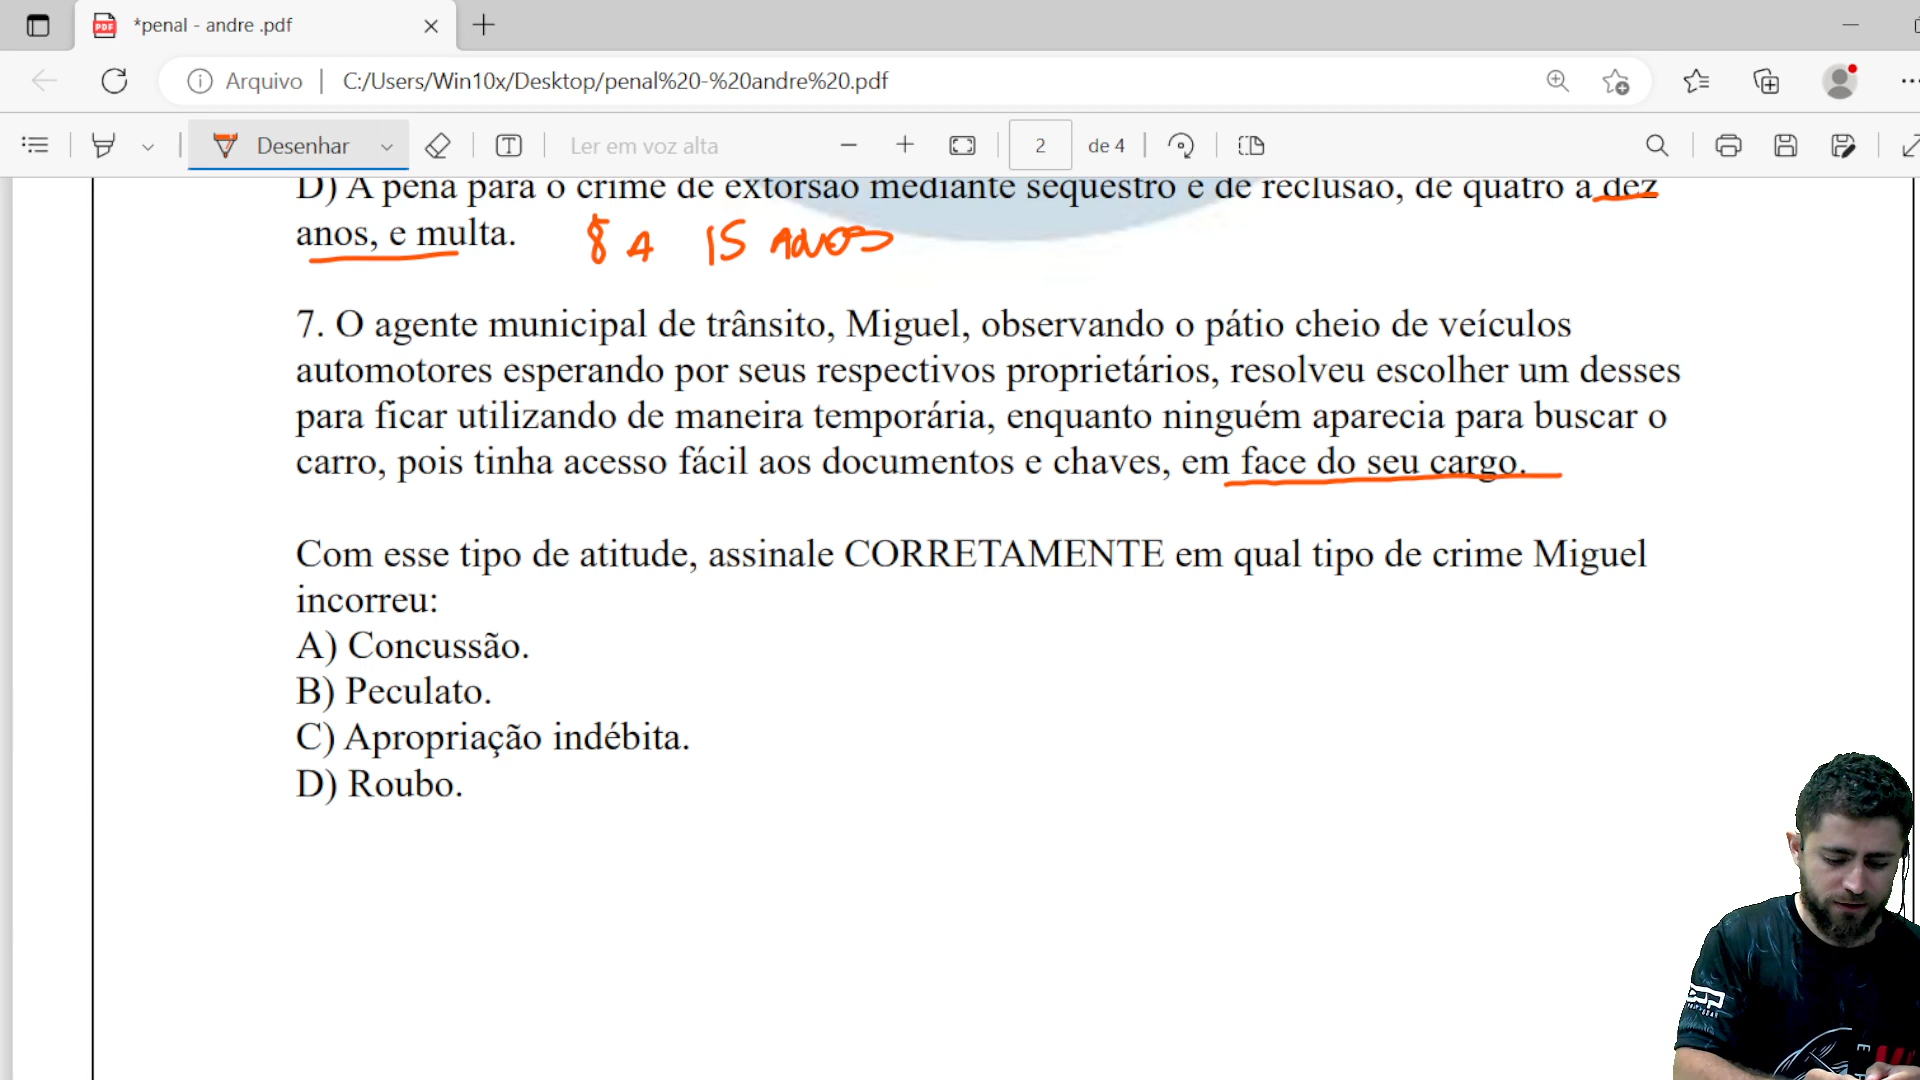 *penal - andre .pdf
Arquivo | C:/Users/Win10x/Desktop/penal%20-%20andre%20.pdf
Desenhar
Ler em voz alta
2 de 4
D) A pena para o crime de extorsão mediante sequestro é de reclusão, de quatro a dez
anos, e multa. 8 A 15 ANOS
7. O agente municipal de trânsito, Miguel, observando o pátio cheio de veículos
automotores esperando por seus respectivos proprietários, resolveu escolher um desses
para ficar utilizando de maneira temporária, enquanto ninguém aparecia para buscar o
carro, pois tinha acesso fácil aos documentos e chaves, em face do seu cargo.
Com esse tipo de atitude, assinale CORRETAMENTE em qual tipo de crime Miguel
incorreu:
A) Concussão.
B) Peculato.
C) Apropriação indébita.
D) Roubo.